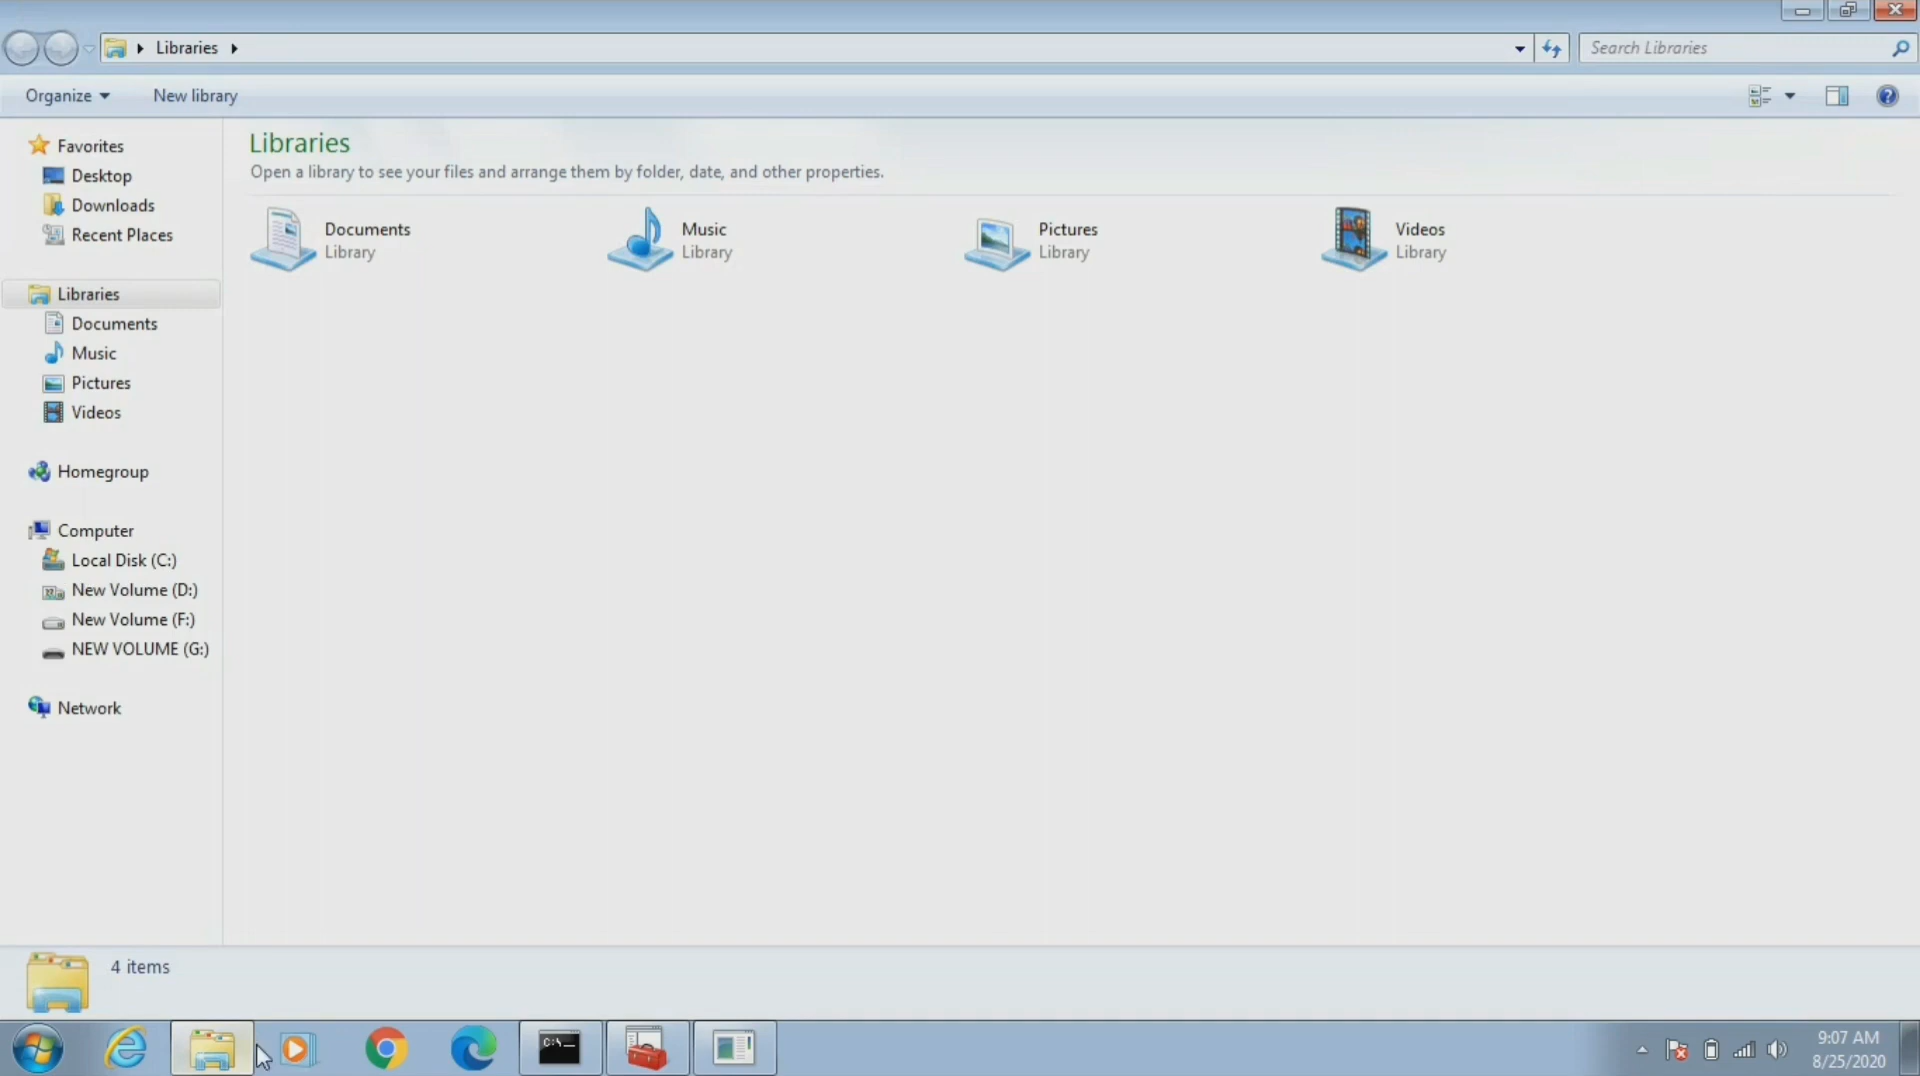 Libraries
Search Libraries
Organize
New library
Favorites
Desktop
Downloads
Recent Places
Libraries
Documents
Music
Pictures
Videos
Homegroup
Computer
Local Disk (C:)
New Volume (D:)
New Volume (F:)
NEW VOLUME (G:)
Network
Libraries
Open a library to see your files and arrange them by folder, date, and other properties.
Documents
Library
Music
Library
Pictures
Library
Videos
Library
4 items
C:\_
9:07 AM
8/25/2020